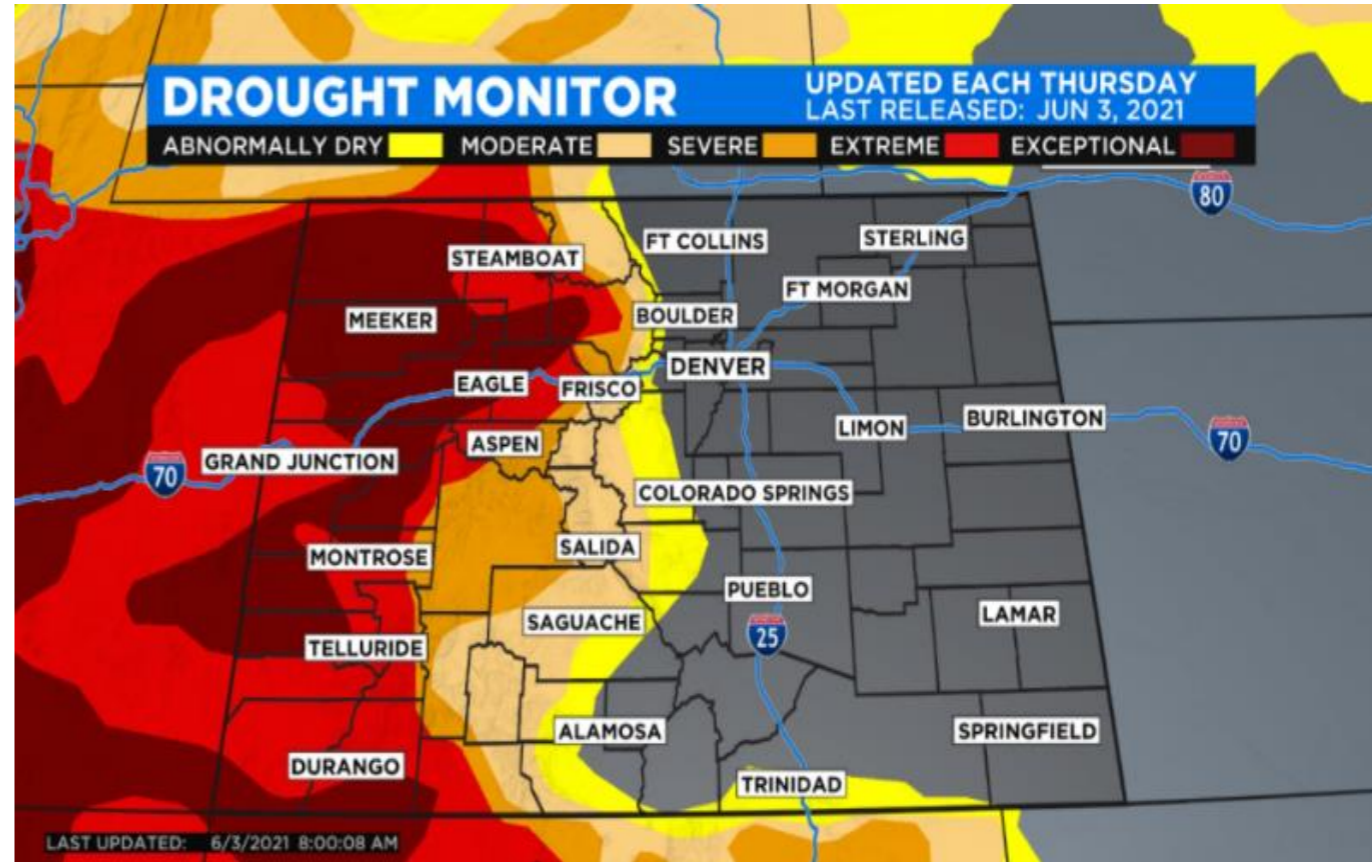 DROUGHT MONITOR
UPDATED EACH THURSDAY
LAST RELEASED: JUN 3, 2021
ABNORMALLY DRY MODERATE SEVERE EXTREME EXCEPTIONAL
80
FT COLLINS
STERLING
STEAMBOAT
FT MORGAN
MEEKER
BOULDER
DENVER
EAGLE
FRISCO
BURLINGTON
LIMON
ASPEN
70
GRAND JUNCTION
70
COLORADO SPRINGS
SALIDA
MONTROSE
PUEBLO
LAMAR
SAGUACHE
25
TELLURIDE
ALAMOSA
SPRINGFIELD
DURANGO
TRINIDAD
LAST UPDATED: 6/3/2021 8:00:08 AM